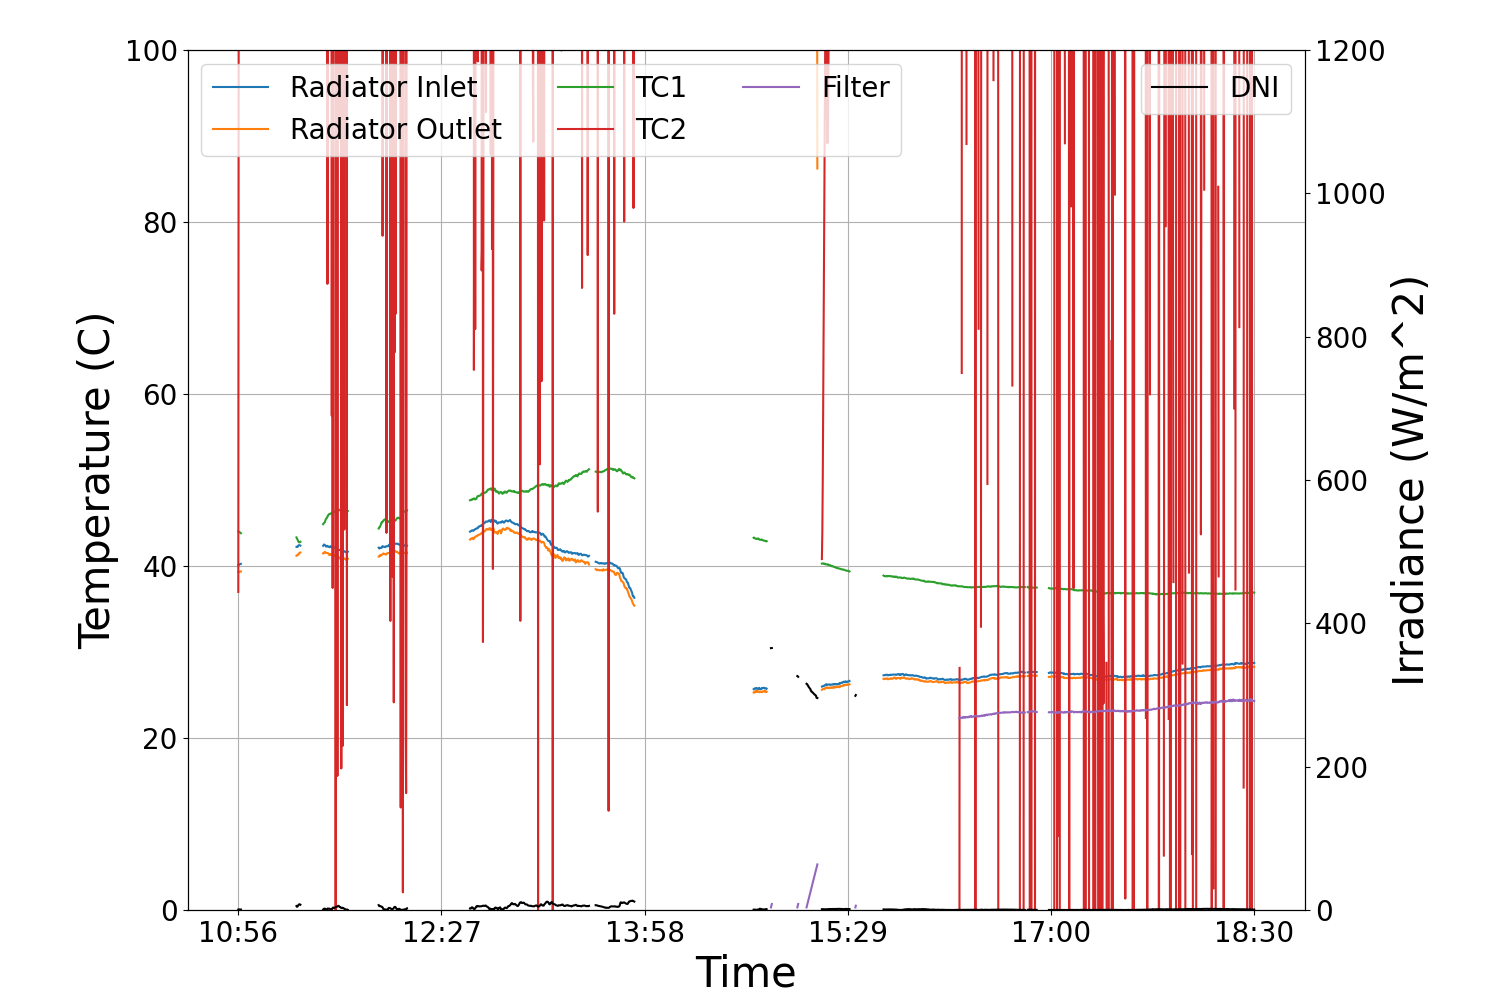 100
80
60
40
20
0
Temperature (C)
Radiator Inlet
Radiator Outlet
TC1
TC2
Filter
DNI
1200
1000
800
600
400
200
0
Irradiance (W/m^2)
10:56
12:27
13:58
15:29
17:00
18:30
Time